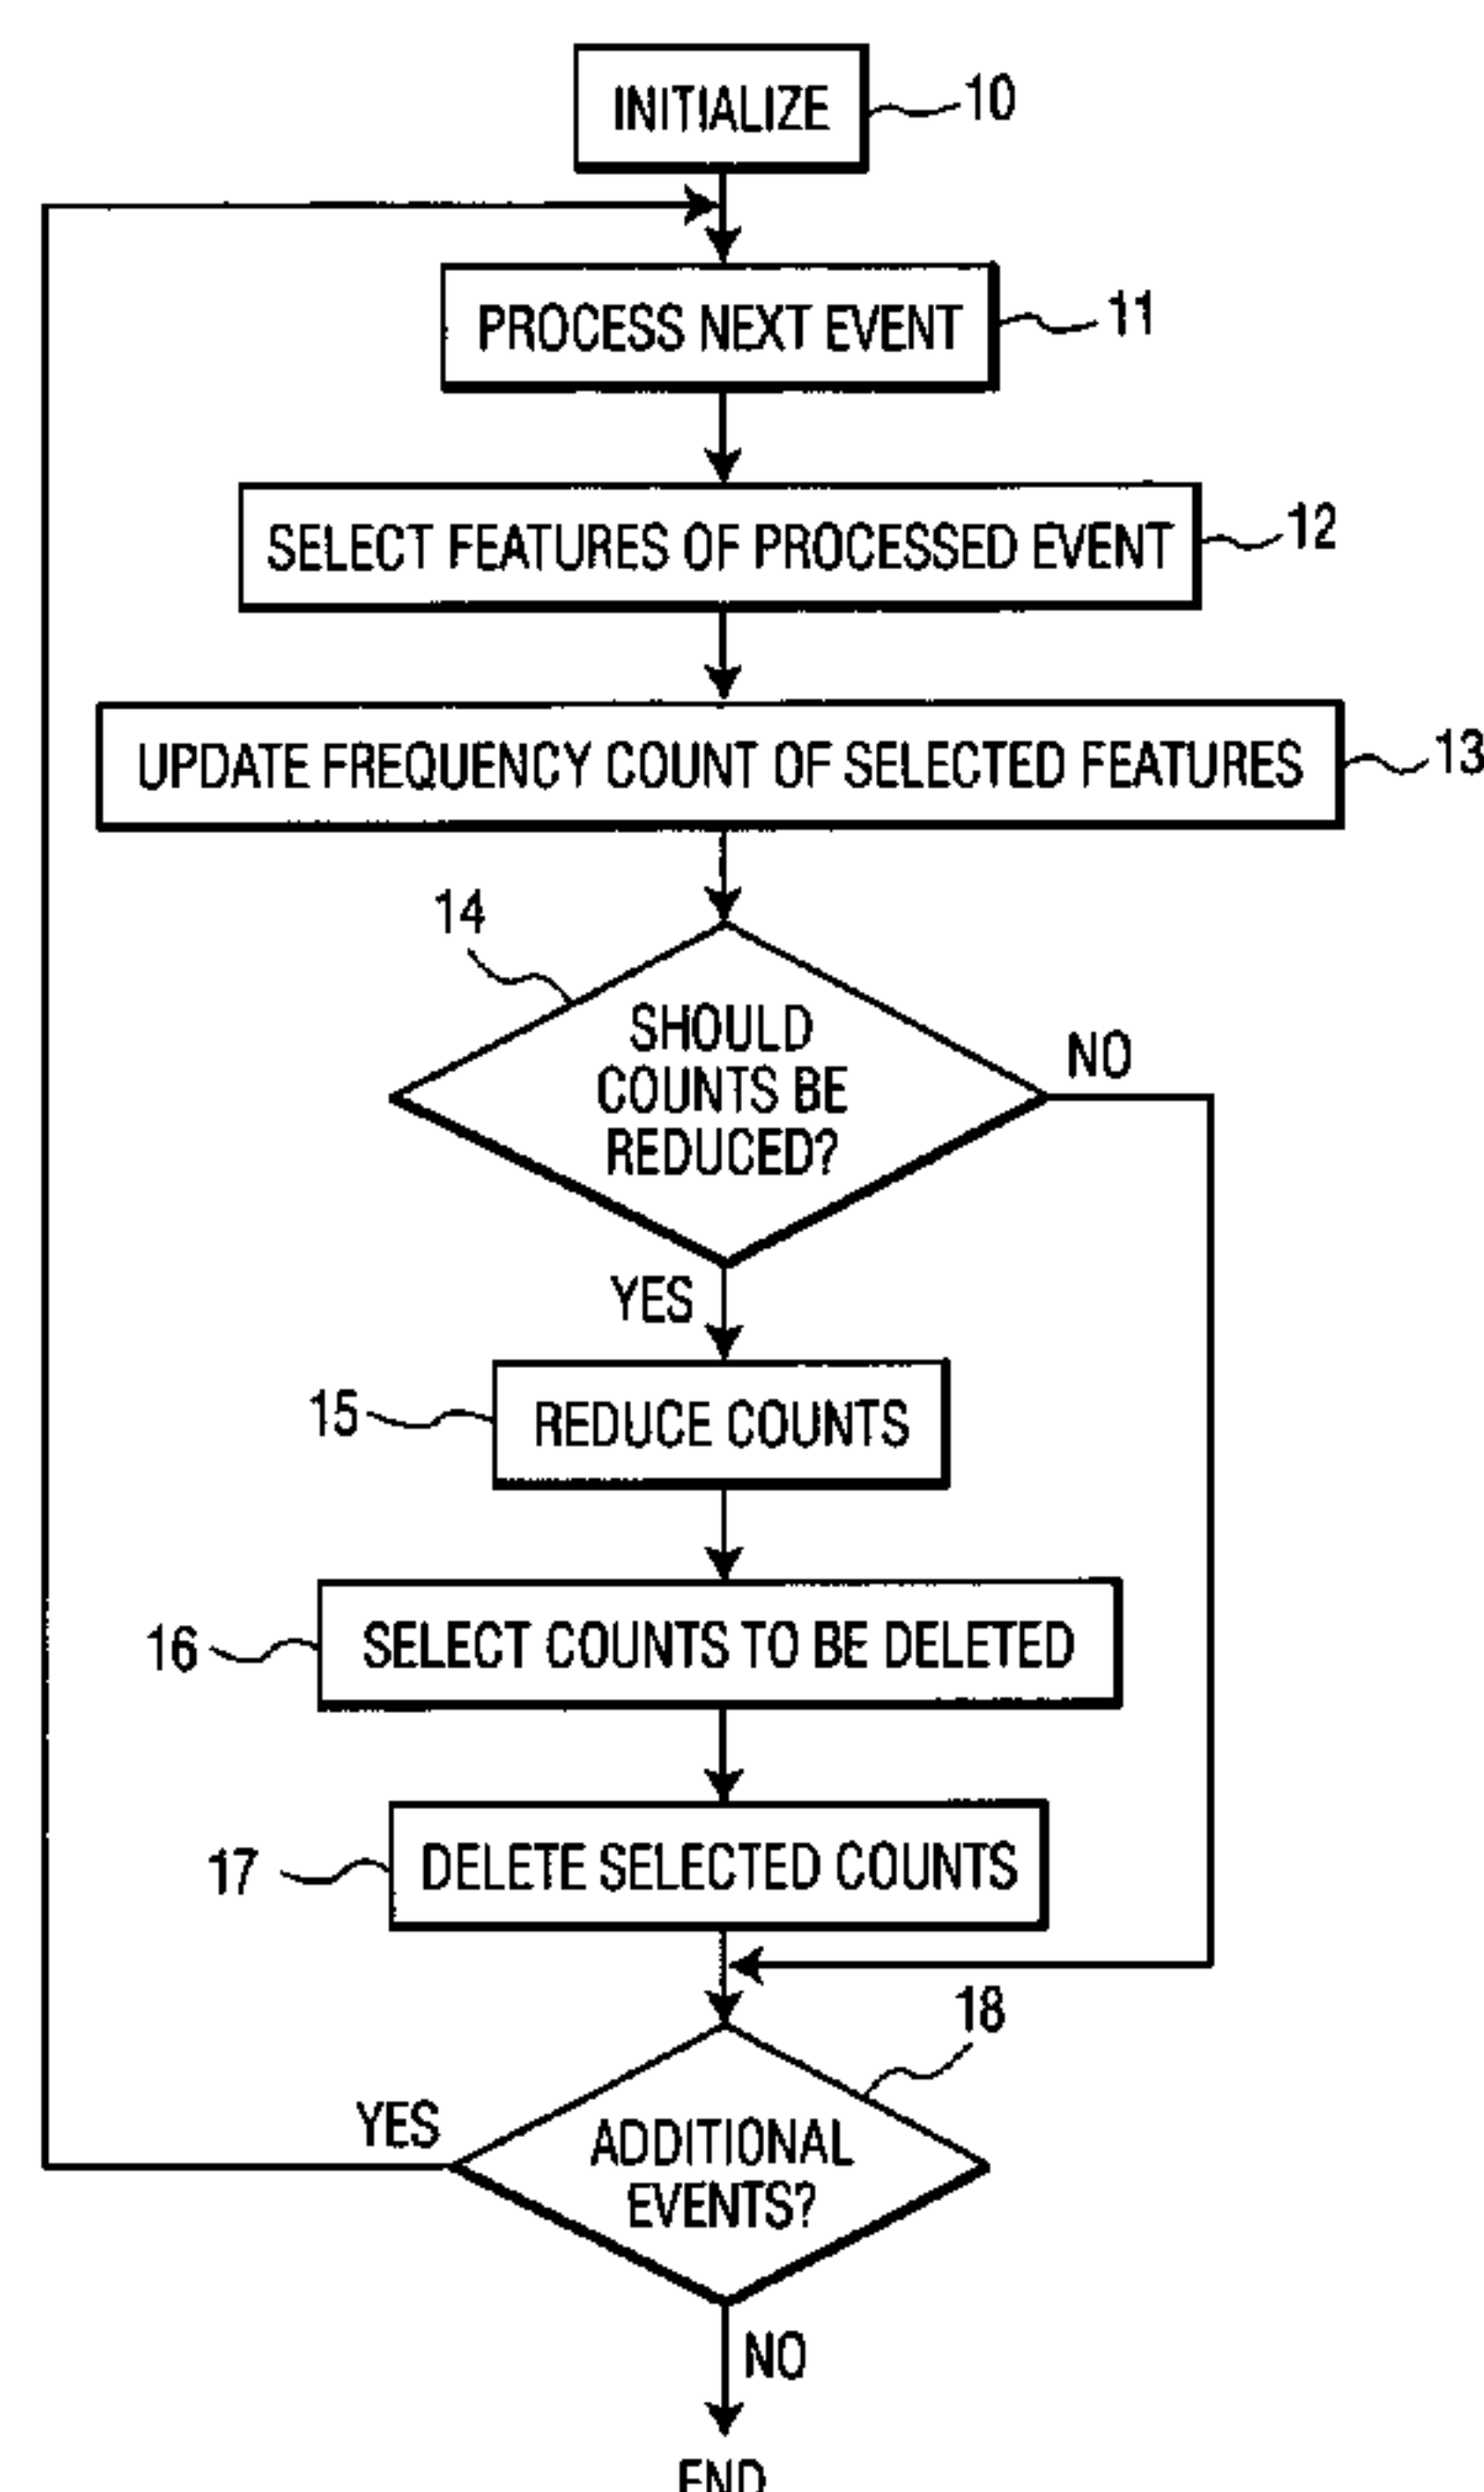 INITIALIZE
10
PROCESS NEXT EVENT
11
SELECT FEATURES OF PROCESSED EVENT
12
UPDATE FREQUENCY COUNT OF SELECTED FEATURES
13
14
SHOULD
COUNTS BE
REDUCED?
NO
YES
15
REDUCE COUNTS
16
SELECT COUNTS TO BE DELETED
17
DELETE SELECTED COUNTS
18
YES
ADDITIONAL
EVENTS?
NO
END